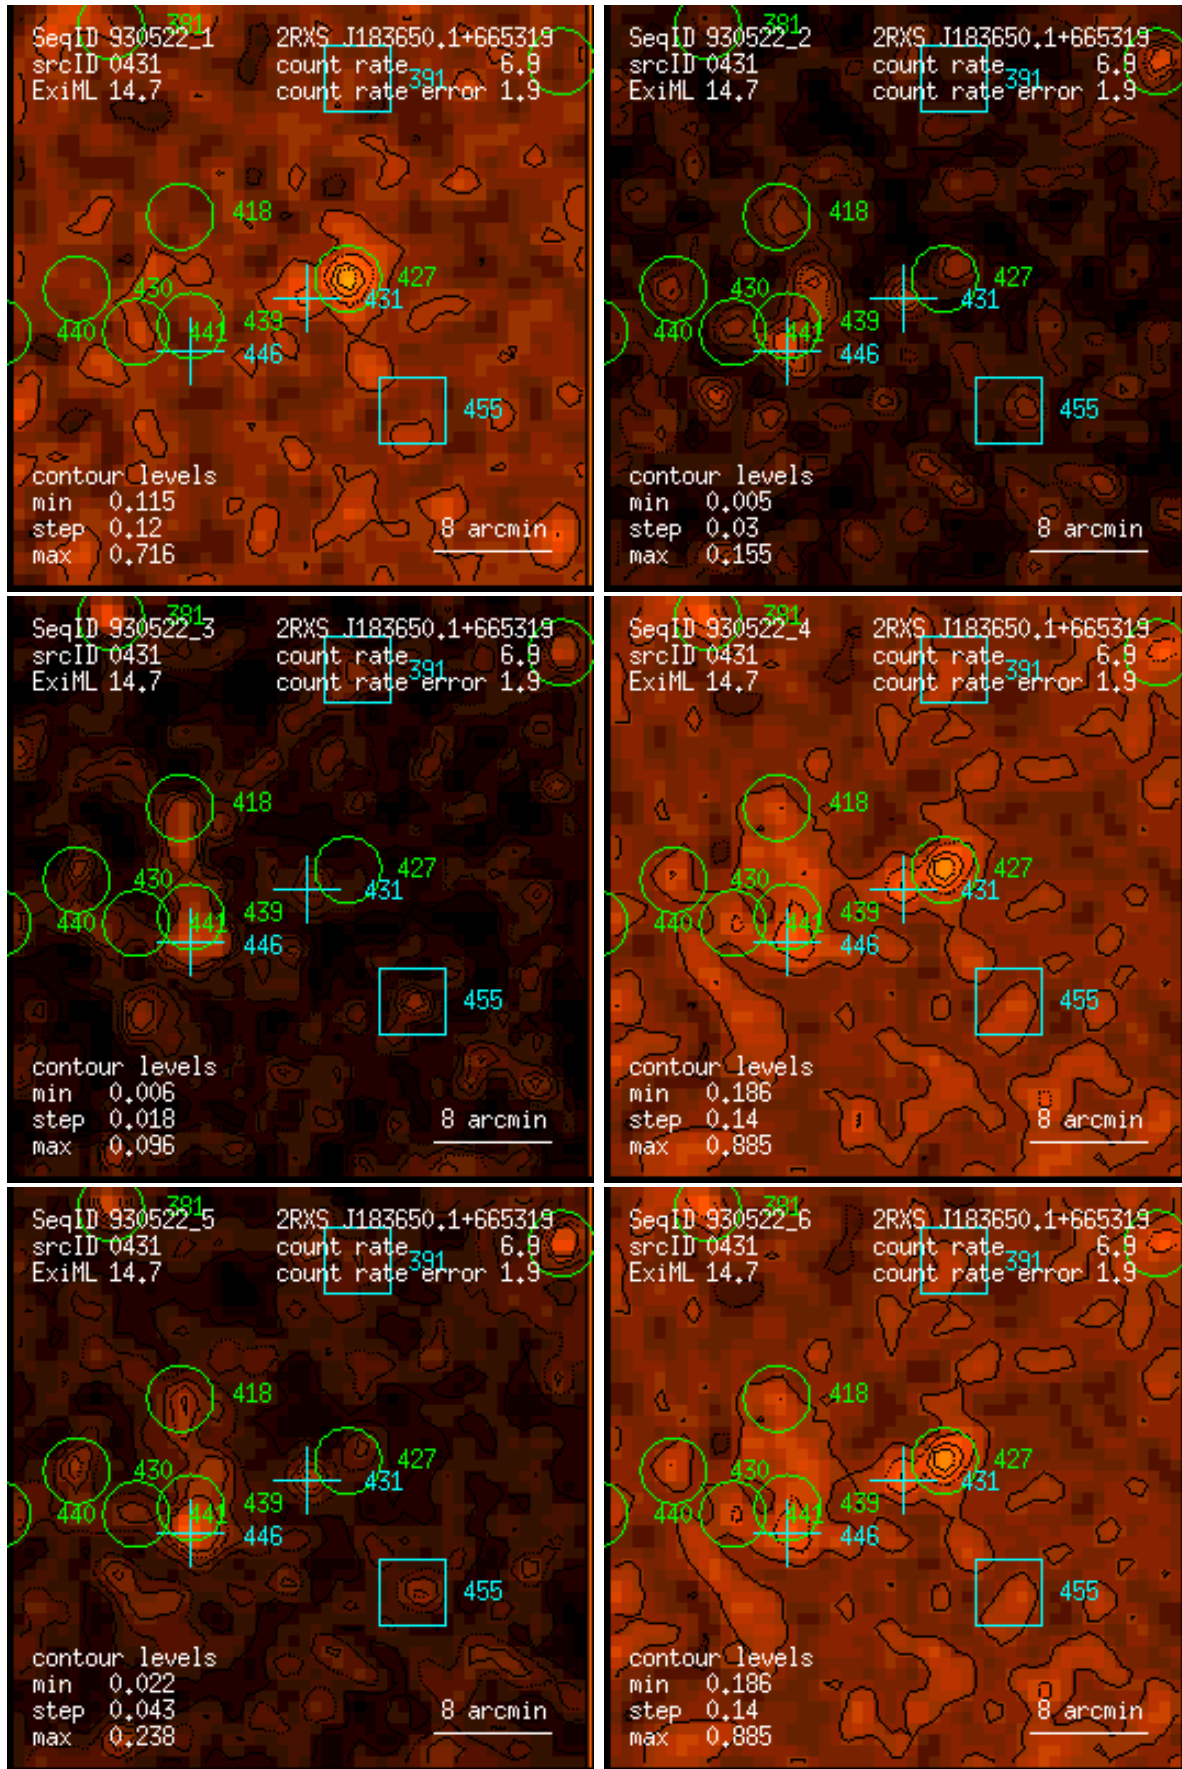 381
SeqID 930522_1 2RXS J183650.1+665319
srcID 0431 count rate 6.9
391
ExiML 14.7 count rate error 1.9
418
427
430 431
440 441 439
446
455
contour levels
min 0.115
step 0.12 8 arcmin
max 0.716
381
SeqID 930522_2 2RXS J183650.1+665319
srcID 0431 count rate 6.9
391
ExiML 14.7 count rate error 1.9
418
427
430 431
440 441 439
446
455
contour levels
min 0.005
step 0.03 8 arcmin
max 0.155
381
SeqID 930522_3 2RXS J183650.1+665319
srcID 0431 count rate 6.9
391
ExiML 14.7 count rate error 1.9
418
427
430 431
440 441 439
446
455
contour levels
min 0.006
step 0.018 8 arcmin
max 0.096
381
SeqID 930522_4 2RXS J183650.1+665319
srcID 0431 count rate 6.9
391
ExiML 14.7 count rate error 1.9
418
427
430 431
440 441 439
446
455
contour levels
min 0.186
step 0.14 8 arcmin
max 0.885
381
SeqID 930522_5 2RXS J183650.1+665319
srcID 0431 count rate 6.9
391
ExiML 14.7 count rate error 1.9
418
427
430 431
440 441 439
446
455
contour levels
min 0.022
step 0.043 8 arcmin
max 0.238
381
SeqID 930522_6 2RXS J183650.1+665319
srcID 0431 count rate 6.9
391
ExiML 14.7 count rate error 1.9
418
427
430 431
440 441 439
446
455
contour levels
min 0.186
step 0.14 8 arcmin
max 0.885